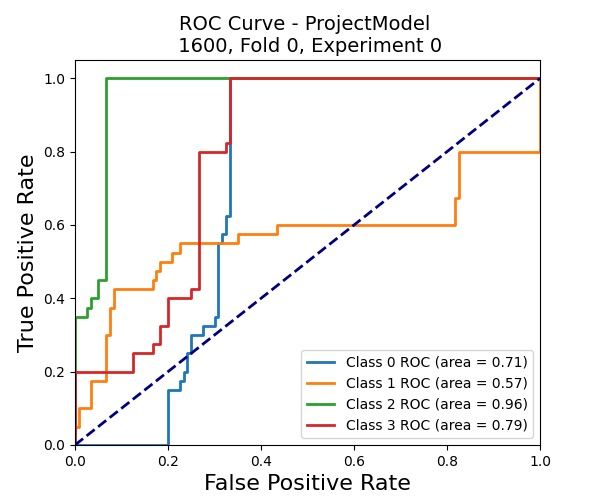 ROC Curve - ProjectModel
1600, Fold 0, Experiment 0
True Positive Rate
1.0
0.8
0.6
0.4
0.2
0.0
Class 0 ROC (area = 0.71)
Class 1 ROC (area = 0.57)
Class 2 ROC (area = 0.96)
Class 3 ROC (area = 0.79)
0.0 0.2 0.4 0.6 0.8 1.0
False Positive Rate